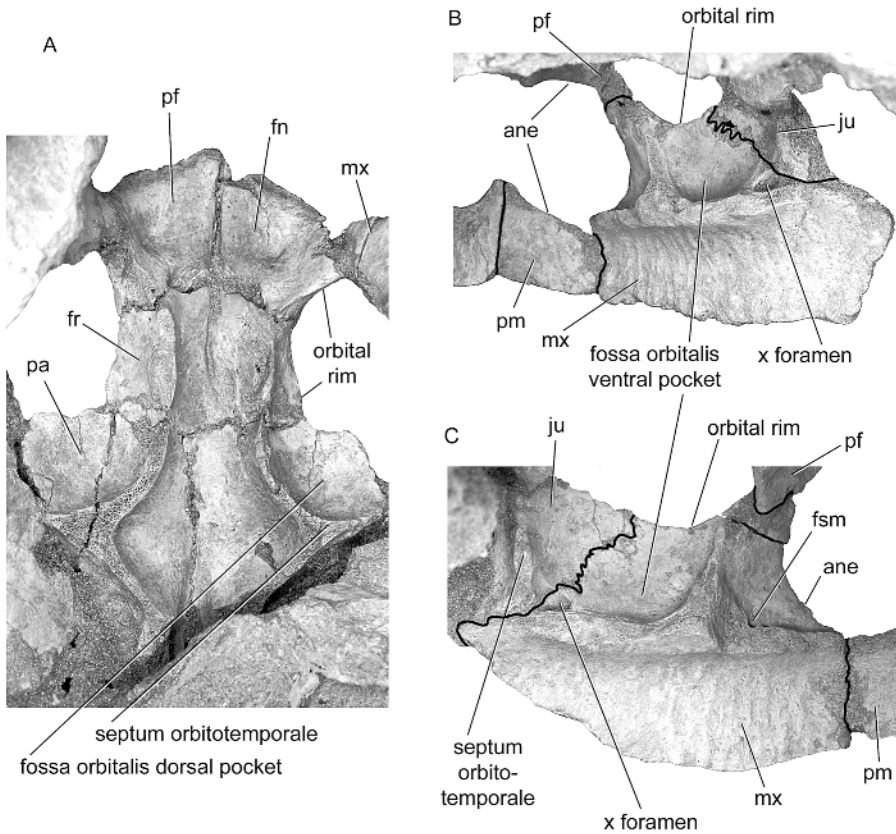 A
pf
fn
mx
fr
pa
orbital
rim
septum orbitotemporale
fossa orbitalis dorsal pocket
B
pf
orbital rim
ane
ju
pm
mx
fossa orbitalis
ventral pocket
x foramen
C
ju
orbital rim
pf
fsm
ane
septum
orbito-
temporale
x foramen
mx
pm